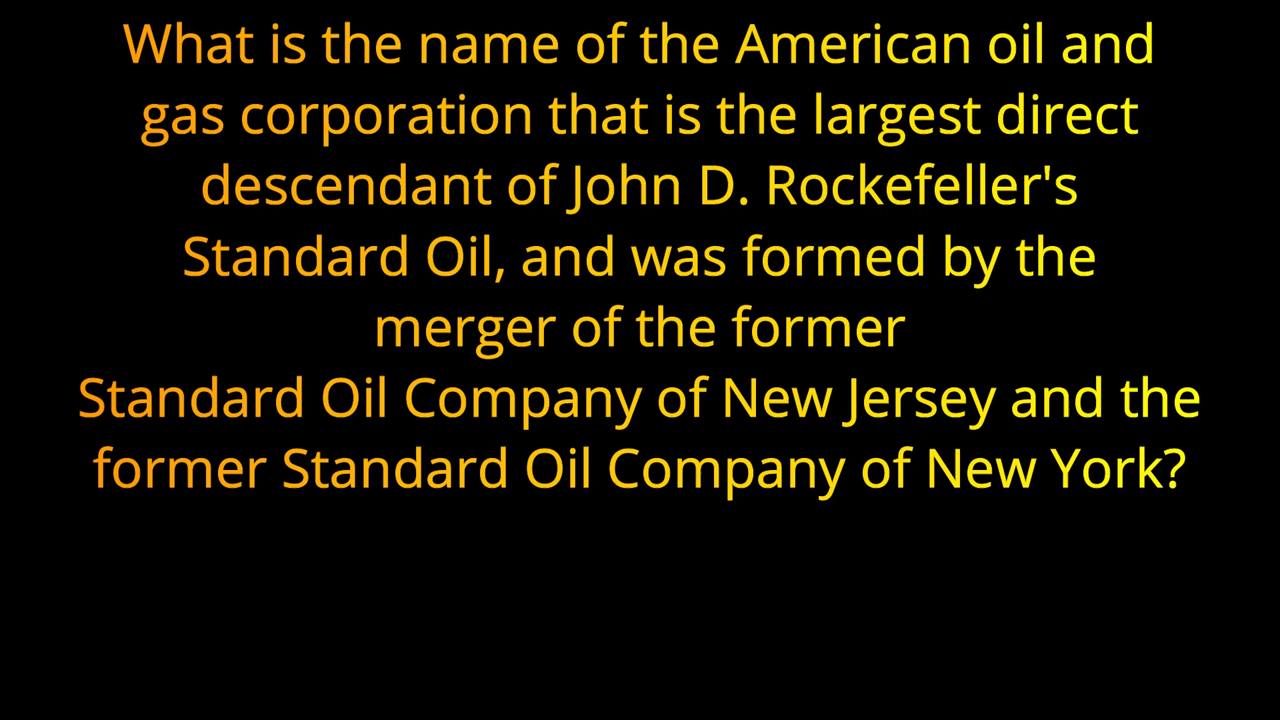 What is the name of the American oil and
gas corporation that is the largest direct
descendant of John D. Rockefeller's
Standard Oil, and was formed by the
merger of the former
Standard Oil Company of New Jersey and the
former Standard Oil Company of New York?